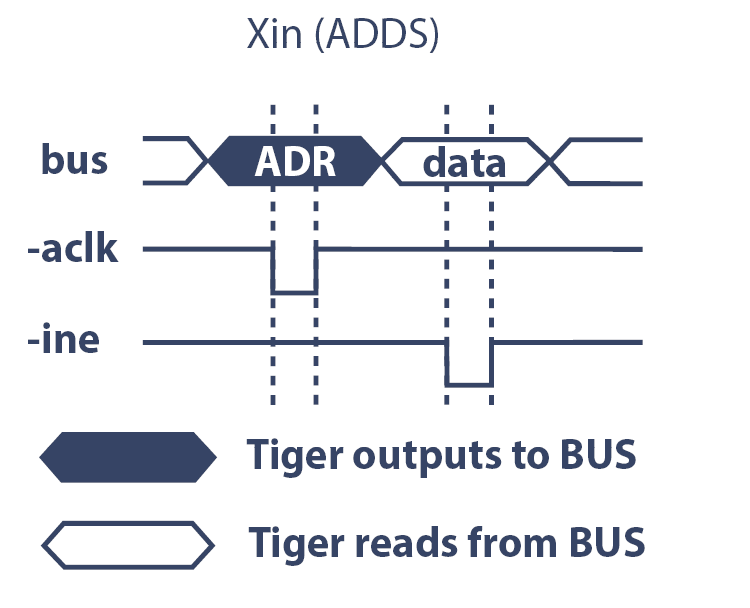 Xin (ADDS)
bus
ADR
data
-aclk
-ine
Tiger outputs to BUS
Tiger reads from BUS